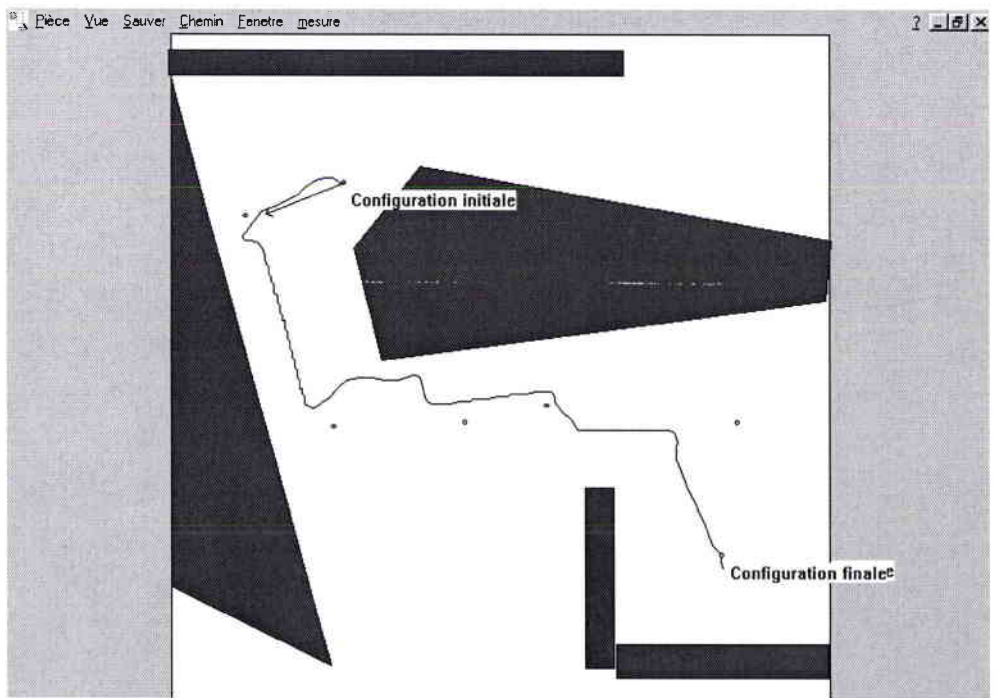 Pièce Vue Sauver Chemin Fenetre mesure ?
Configuration initiale
Configuration finale